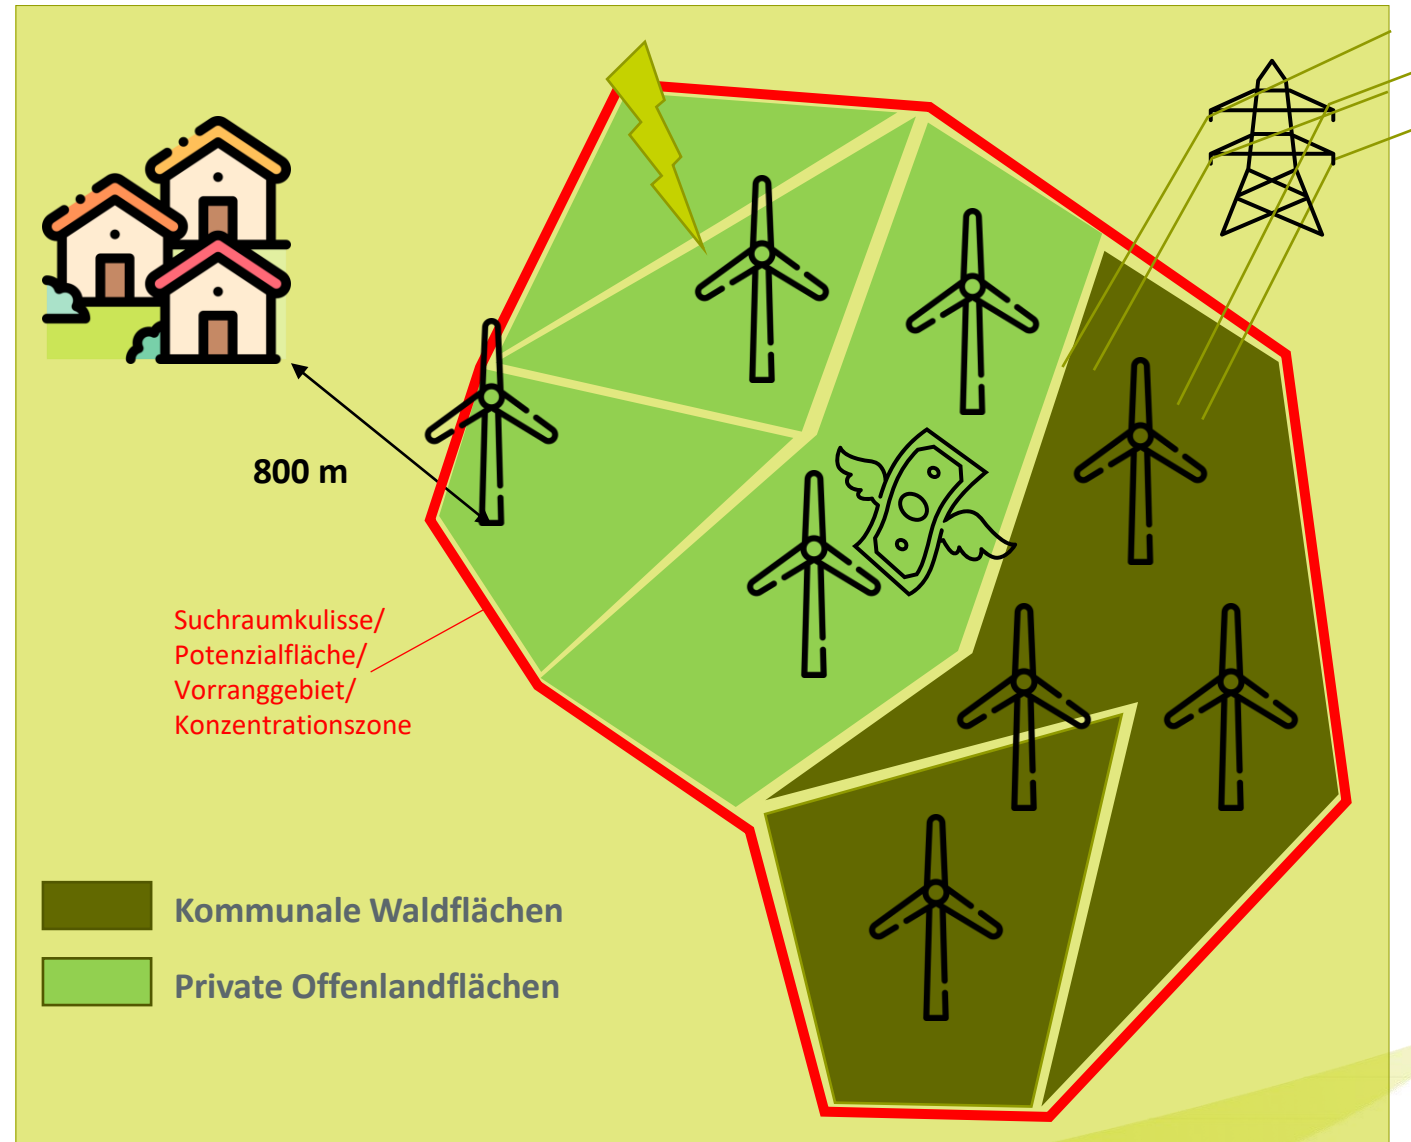 800 m
Suchraumkulisse/
Potenzialfläche/
Vorranggebiet/
Konzentrationszone
Kommunale Waldflächen
Private Offenlandflächen